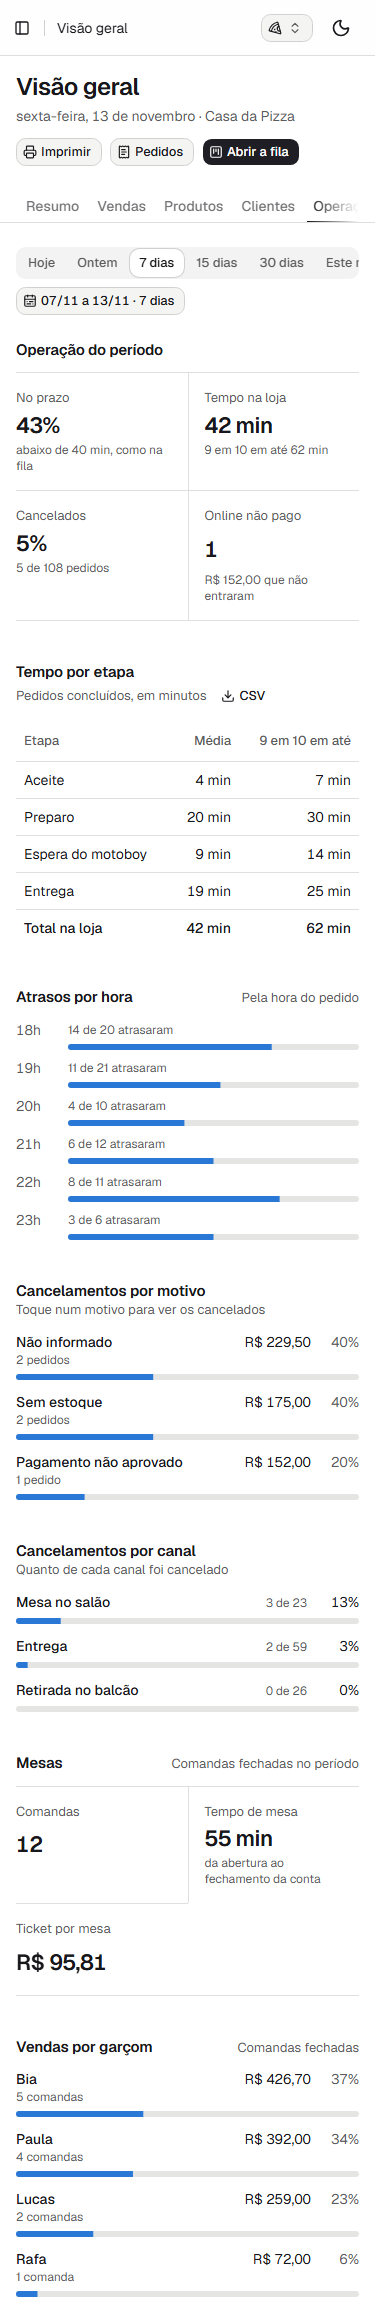 Visão geral
Visão geral
sexta-feira, 13 de novembro · Casa da Pizza
Imprimir Pedidos Abrir a fila
Resumo Vendas Produtos Clientes Operaç
Hoje Ontem 7 dias 15 dias 30 dias Este r
07/11 a 13/11 · 7 dias
Operação do período
No prazo
43%
abaixo de 40 min, como na
fila
Tempo na loja
42 min
9 em 10 em até 62 min
Cancelados
5%
5 de 108 pedidos
Online não pago
1
R$ 152,00 que não
entraram
Tempo por etapa
Pedidos concluídos, em minutos CSV
Etapa Média 9 em 10 em até
Aceite 4 min 7 min
Preparo 20 min 30 min
Espera do motoboy 9 min 14 min
Entrega 19 min 25 min
Total na loja 42 min 62 min
Atrasos por hora Pela hora do pedido
18h 14 de 20 atrasaram
19h 11 de 21 atrasaram
20h 4 de 10 atrasaram
21h 6 de 12 atrasaram
22h 8 de 11 atrasaram
23h 3 de 6 atrasaram
Cancelamentos por motivo
Toque num motivo para ver os cancelados
Não informado R$ 229,50 40%
2 pedidos
Sem estoque R$ 175,00 40%
2 pedidos
Pagamento não aprovado R$ 152,00 20%
1 pedido
Cancelamentos por canal
Quanto de cada canal foi cancelado
Mesa no salão 3 de 23 13%
Entrega 2 de 59 3%
Retirada no balcão 0 de 26 0%
Mesas Comandas fechadas no período
Comandas
12
Tempo de mesa
55 min
da abertura ao
fechamento da conta
Ticket por mesa
R$ 95,81
Vendas por garçom Comandas fechadas
Bia R$ 426,70 37%
5 comandas
Paula R$ 392,00 34%
4 comandas
Lucas R$ 259,00 23%
2 comandas
Rafa R$ 72,00 6%
1 comanda